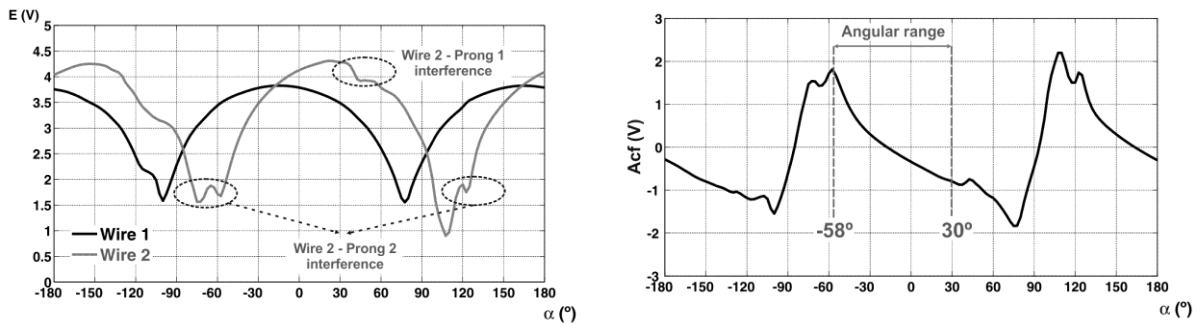 E (V)
5
4.5
4
3.5
3
2.5
2
1.5
1
0.5
0
Wire 2 - Prong 1
interference
Wire 1
Wire 2
Wire 2 - Prong 2
interference
-180 -150 -120 -90 -60 -30 0 30 60 90 120 150 180
α (º)
3
2
1
0
-1
-2
-3
Acf (V)
Angular range
-58º
30º
-180 -150 -120 -90 -60 -30 0 30 60 90 120 150 180
α (º)